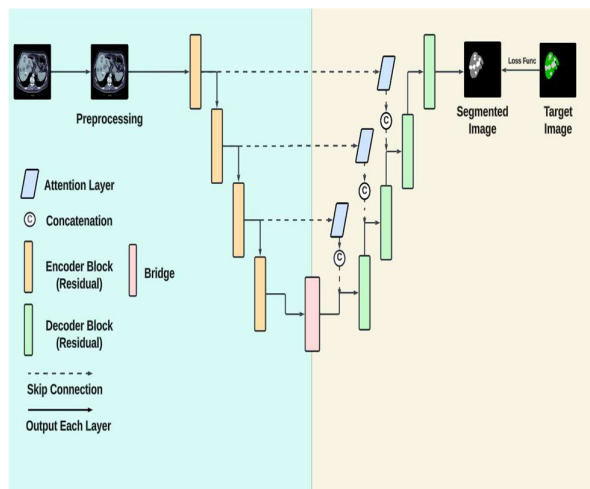 Preprocessing
Loss Func
Segmented
Image
Target
Image
C
C
C
Attention Layer
C
Concatenation
Encoder Block
(Residual)
Bridge
Decoder Block
(Residual)
Skip Connection
Output Each Layer